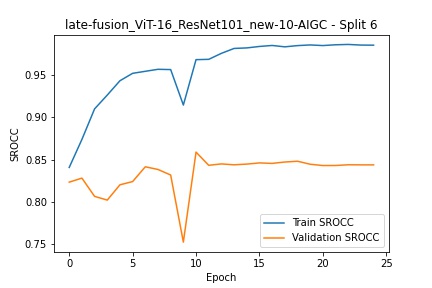 late-fusion_ViT-16_ResNet101_new-10-AIGC - Split 6
SROCC
0.95
0.90
0.85
0.80
0.75
Train SROCC
Validation SROCC
0 5 10 15 20 25
Epoch